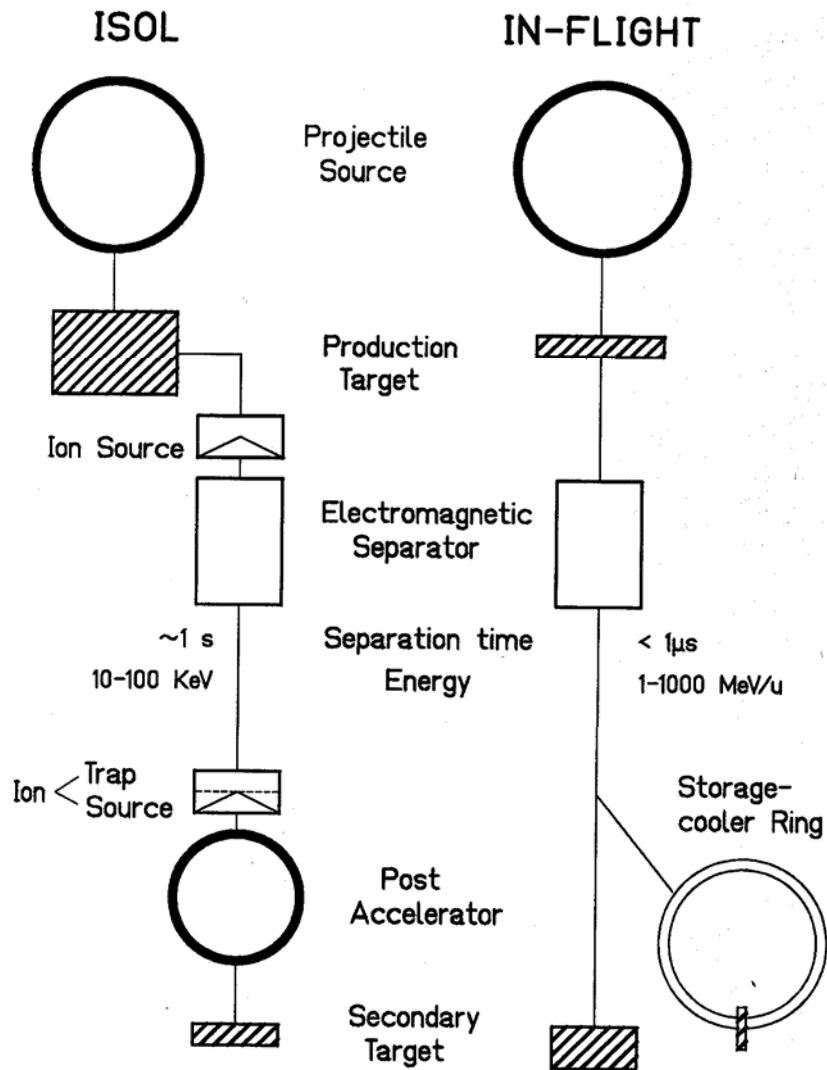 ISOL
IN-FLIGHT
Projectile
Source
Production
Target
Ion Source
Electromagnetic
Separator
~1 s
Separation time
< 1μs
10-100 KeV
Energy
1-1000 MeV/u
Ion
Trap
Source
Storage-
cooler Ring
Post
Accelerator
Secondary
Target